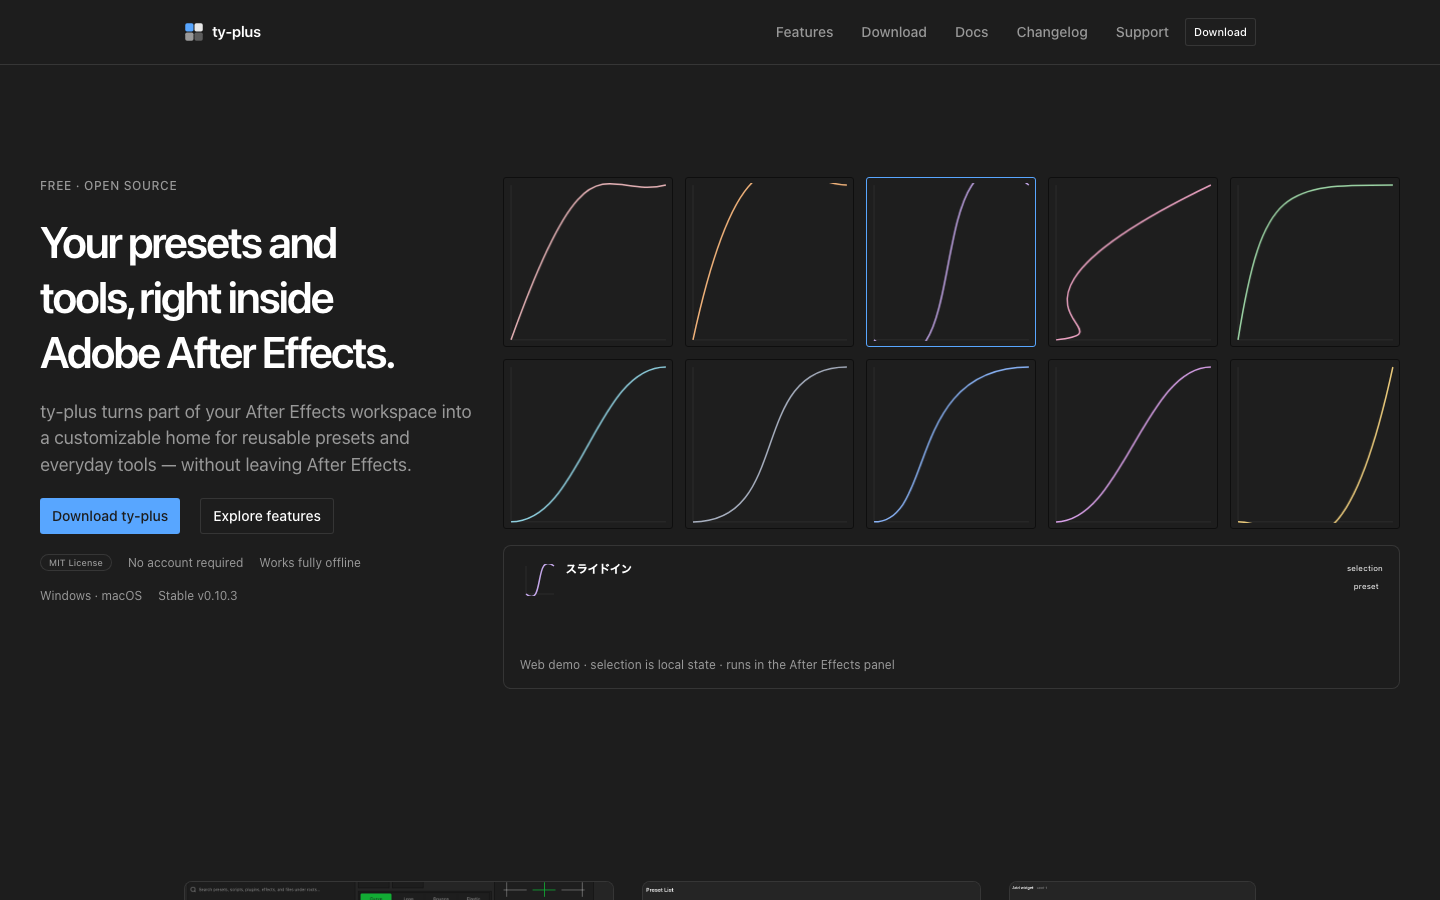 ty-plus
Features
Download
Docs
Changelog
Support
Download
FREE · OPEN SOURCE
Your presets and
tools, right inside
Adobe After Effects.
ty-plus turns part of your After Effects workspace into
a customizable home for reusable presets and
everyday tools — without leaving After Effects.
Download ty-plus
Explore features
MIT License
No account required
Works fully offline
Windows · macOS
Stable v0.10.3
スライドイン
selection
preset
Web demo · selection is local state · runs in the After Effects panel
Preset List
Add widget